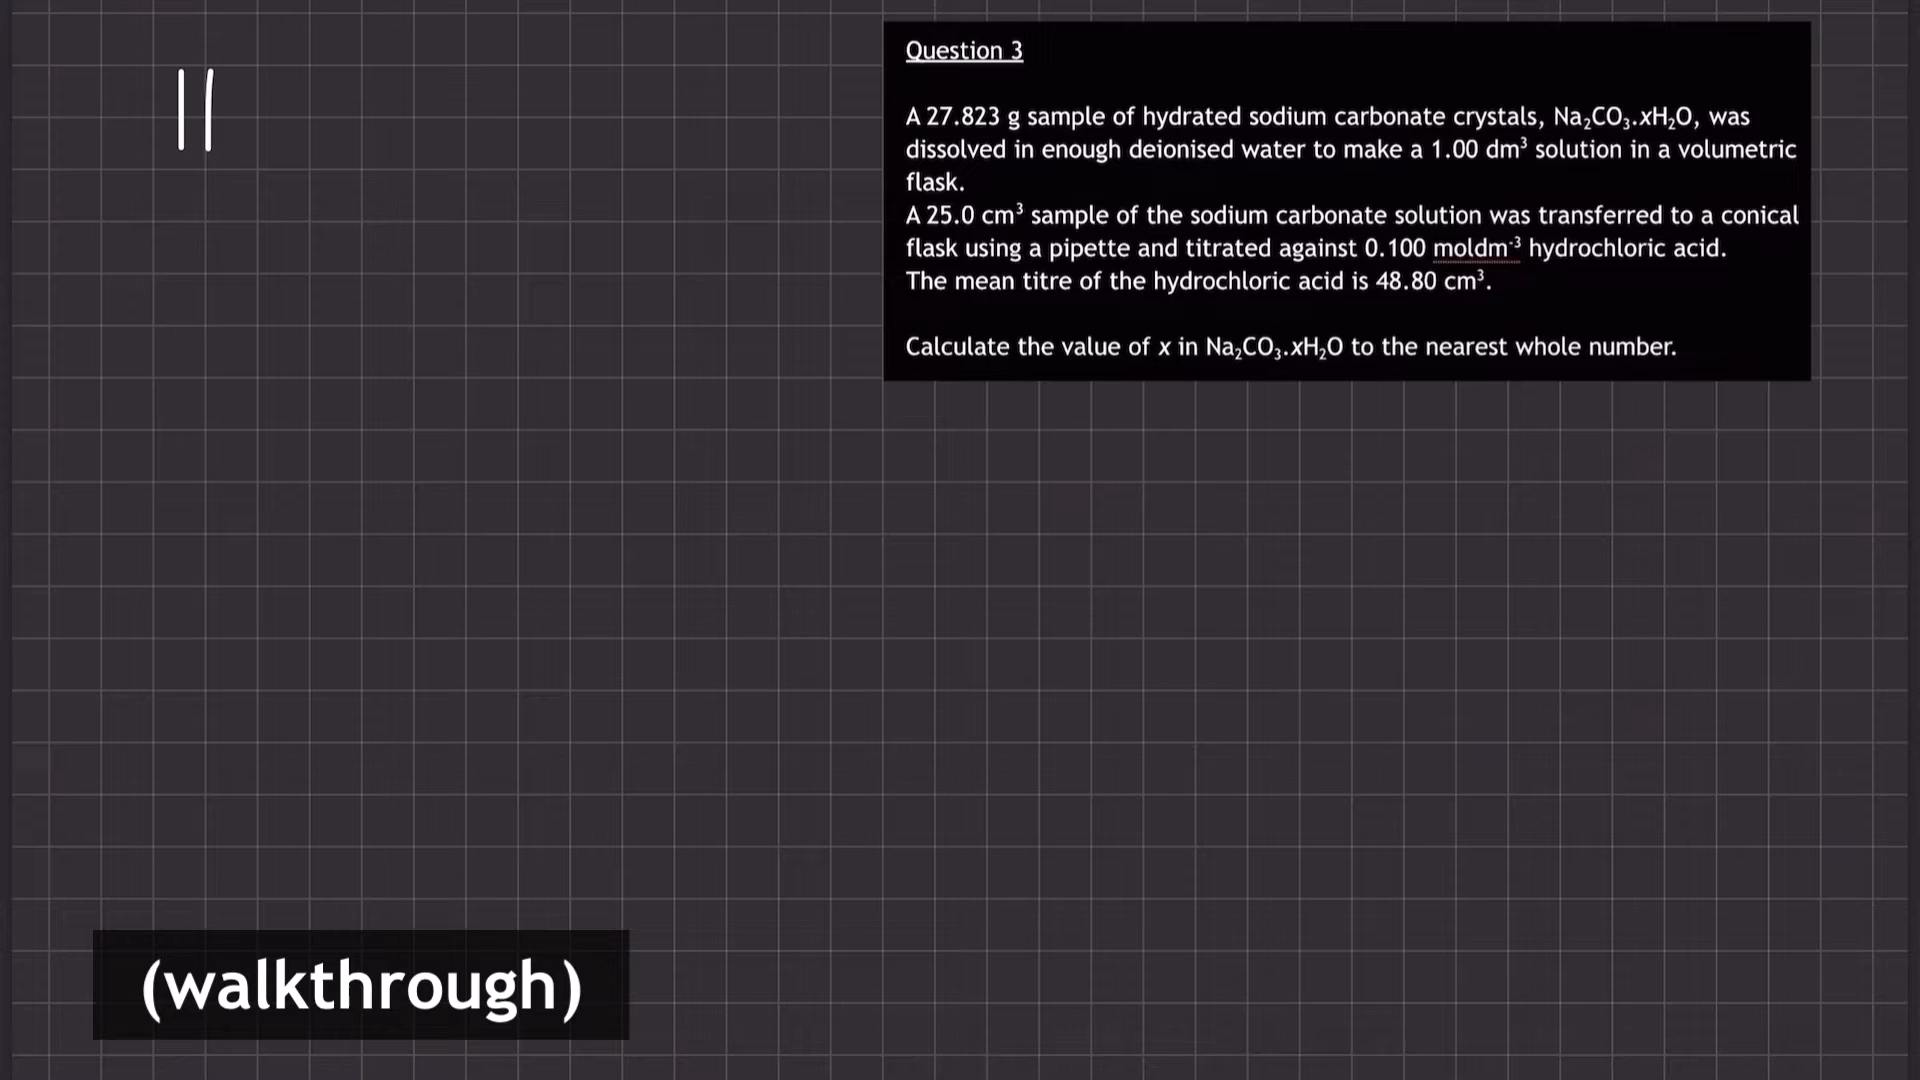 Question 3
A 27.823 g sample of hydrated sodium carbonate crystals, Na₂CO₃.xH₂O, was
dissolved in enough deionised water to make a 1.00 dm³ solution in a volumetric
flask.
A 25.0 cm³ sample of the sodium carbonate solution was transferred to a conical
flask using a pipette and titrated against 0.100 moldm⁻³ hydrochloric acid.
The mean titre of the hydrochloric acid is 48.80 cm³.
Calculate the value of x in Na₂CO₃.xH₂O to the nearest whole number.
(walkthrough)